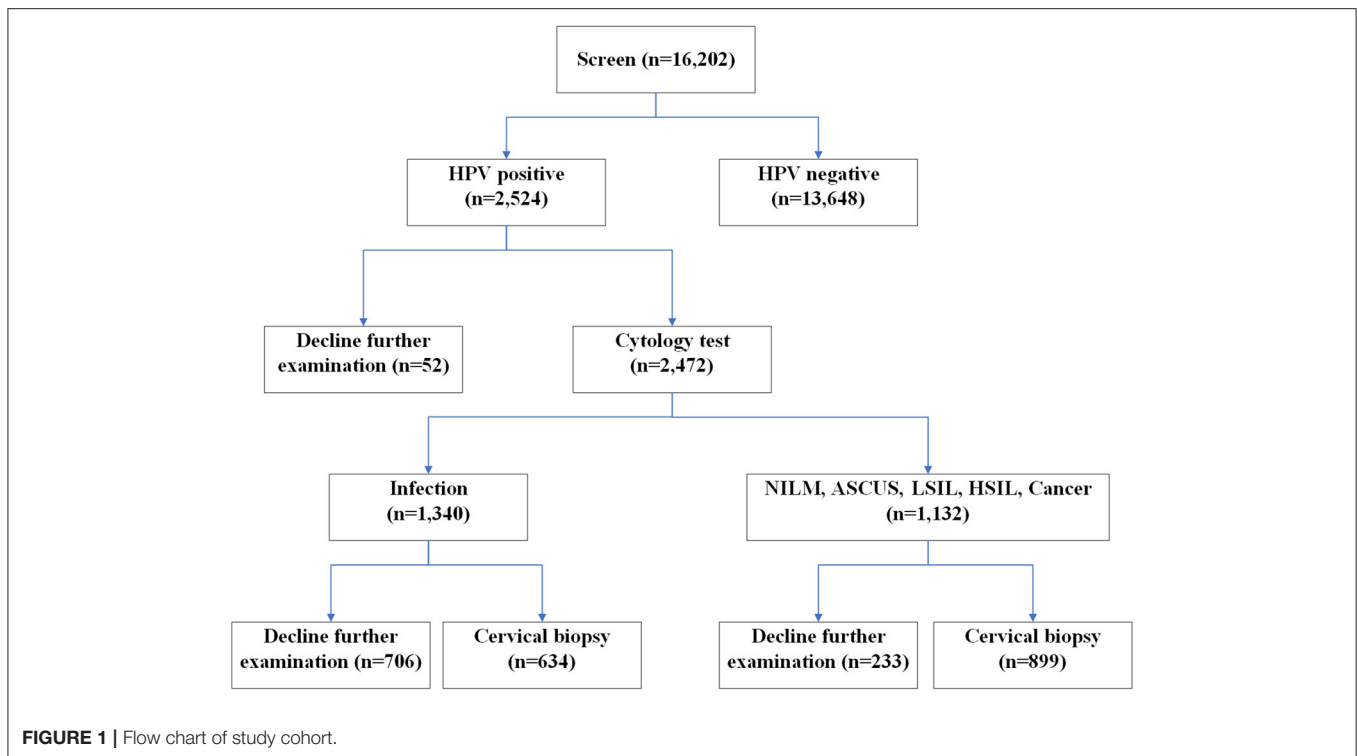 Screen (n=16,202)
HPV positive
(n=2,524)
HPV negative
(n=13,648)
Decline further
examination (n=52)
Cytology test
(n=2,472)
Infection
(n=1,340)
NILM, ASCUS, LSIL, HSIL, Cancer
(n=1,132)
Decline further
examination (n=706)
Cervical biopsy
(n=634)
Decline further
examination (n=233)
Cervical biopsy
(n=899)
FIGURE 1 | Flow chart of study cohort.